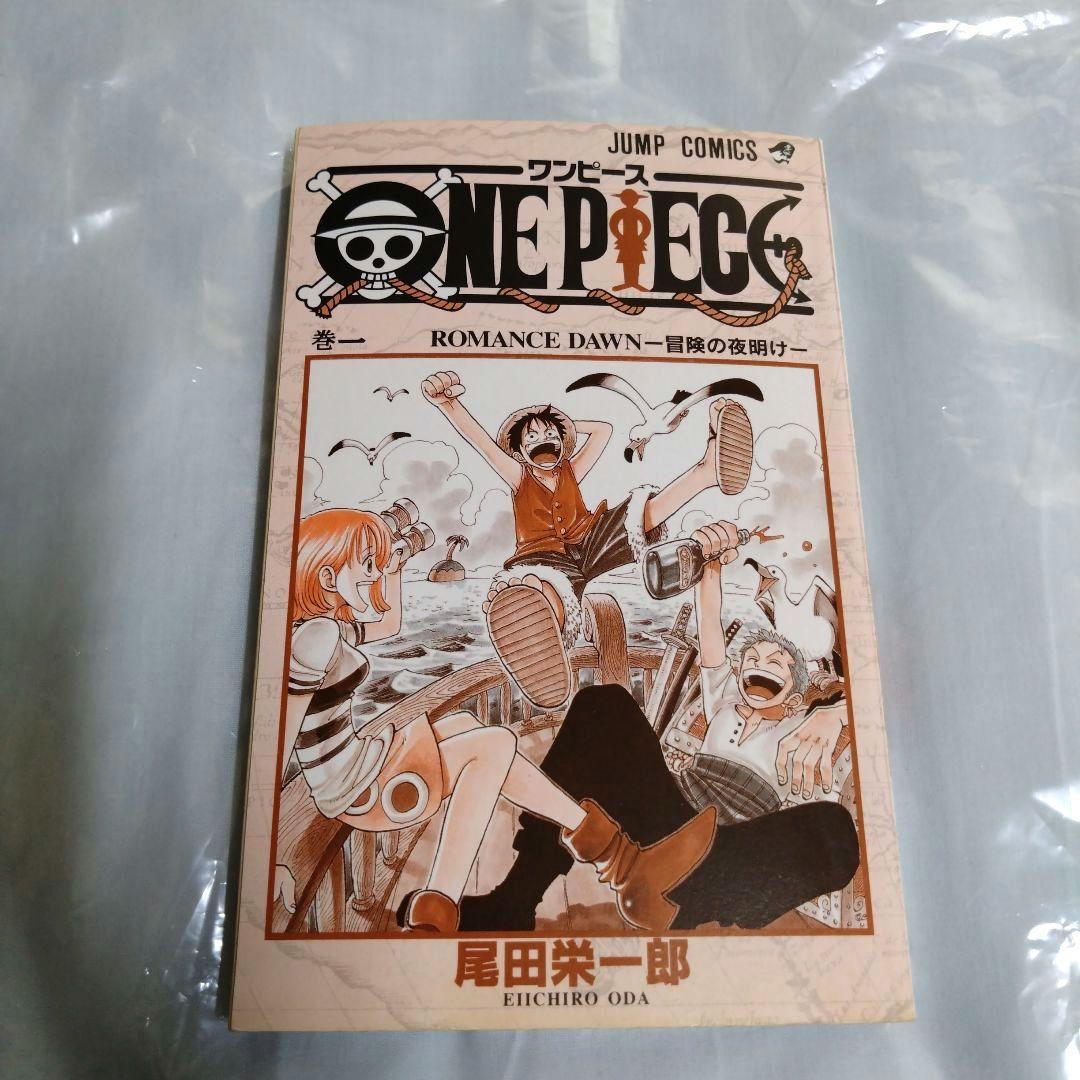 JUMP COMICS
ワンピース
ONE PIECE
巻一 ROMANCE DAWN—冒険の夜明け—
尾田栄一郎
EIICHIRO ODA